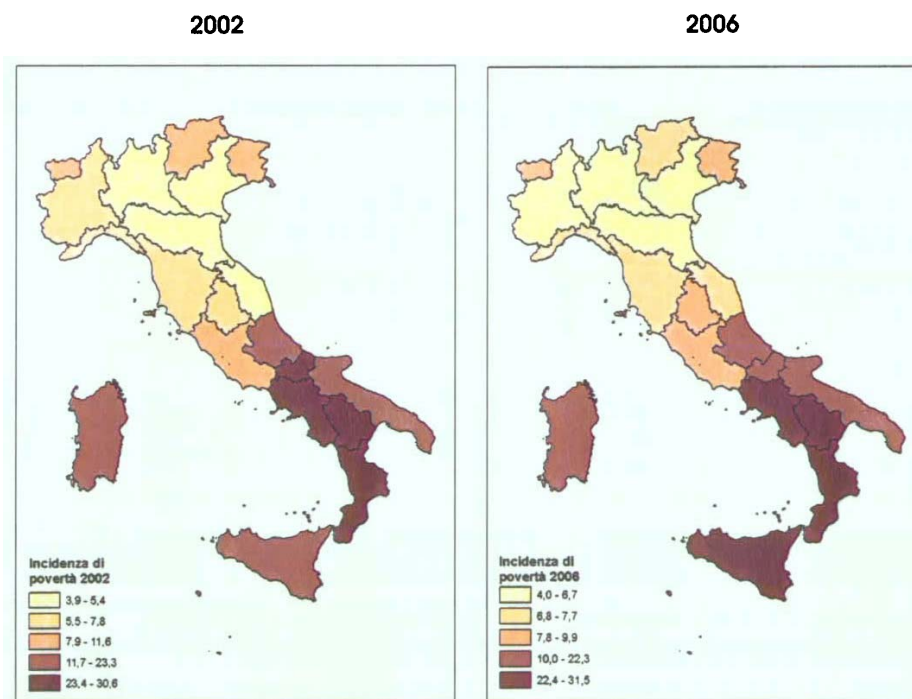 2002
2006
Incidenza di
povertà 2002
3,9 - 5,4
5,5 - 7,8
7,9 - 11,6
11,7 - 23,3
23,4 - 30,6
Incidenza di
povertà 2006
4,0 - 6,7
6,8 - 7,7
7,8 - 9,9
10,0 - 22,3
22,4 - 31,5